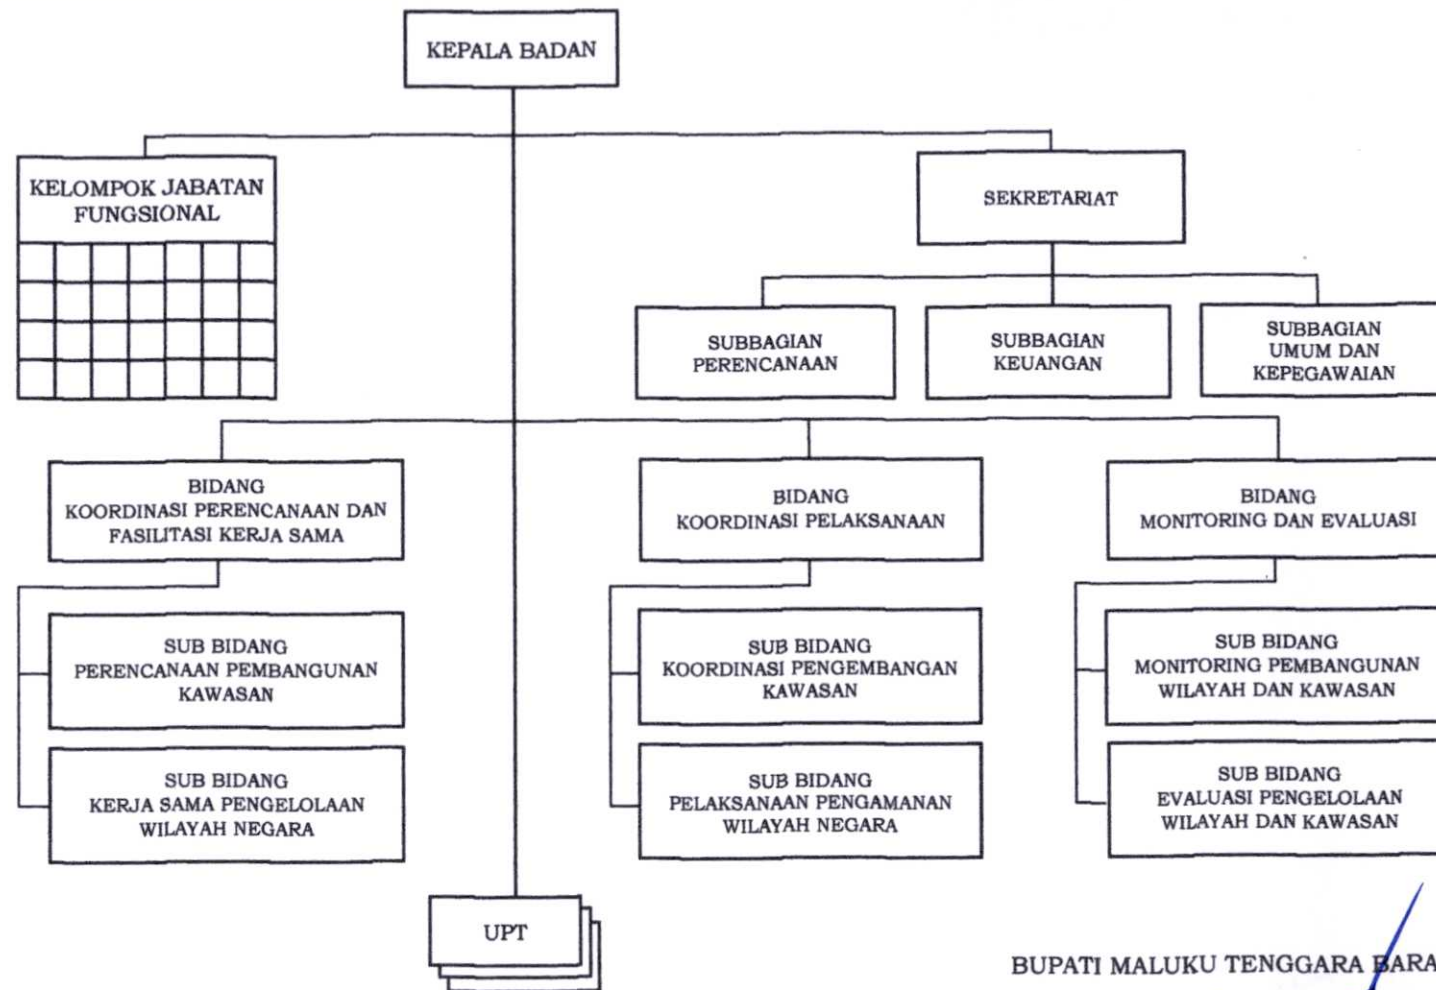 KEPALA BADAN
KELOMPOK JABATAN
FUNGSIONAL
SEKRETARIAT
SUBBAGIAN
PERENCANAAN
SUBBAGIAN
KEUANGAN
SUBBAGIAN
UMUM DAN
KEPEGAWAIAN
BIDANG
KOORDINASI PERENCANAAN DAN
FASILITASI KERJA SAMA
BIDANG
KOORDINASI PELAKSANAAN
BIDANG
MONITORING DAN EVALUASI
SUB BIDANG
PERENCANAAN PEMBANGUNAN
KAWASAN
SUB BIDANG
KOORDINASI PENGEMBANGAN
KAWASAN
SUB BIDANG
MONITORING PEMBANGUNAN
WILAYAH DAN KAWASAN
SUB BIDANG
KERJA SAMA PENGELOLAAN
WILAYAH NEGARA
SUB BIDANG
PELAKSANAAN PENGAMANAN
WILAYAH NEGARA
SUB BIDANG
EVALUASI PENGELOLAAN
WILAYAH DAN KAWASAN
UPT
BUPATI MALUKU TENGGARA BARA